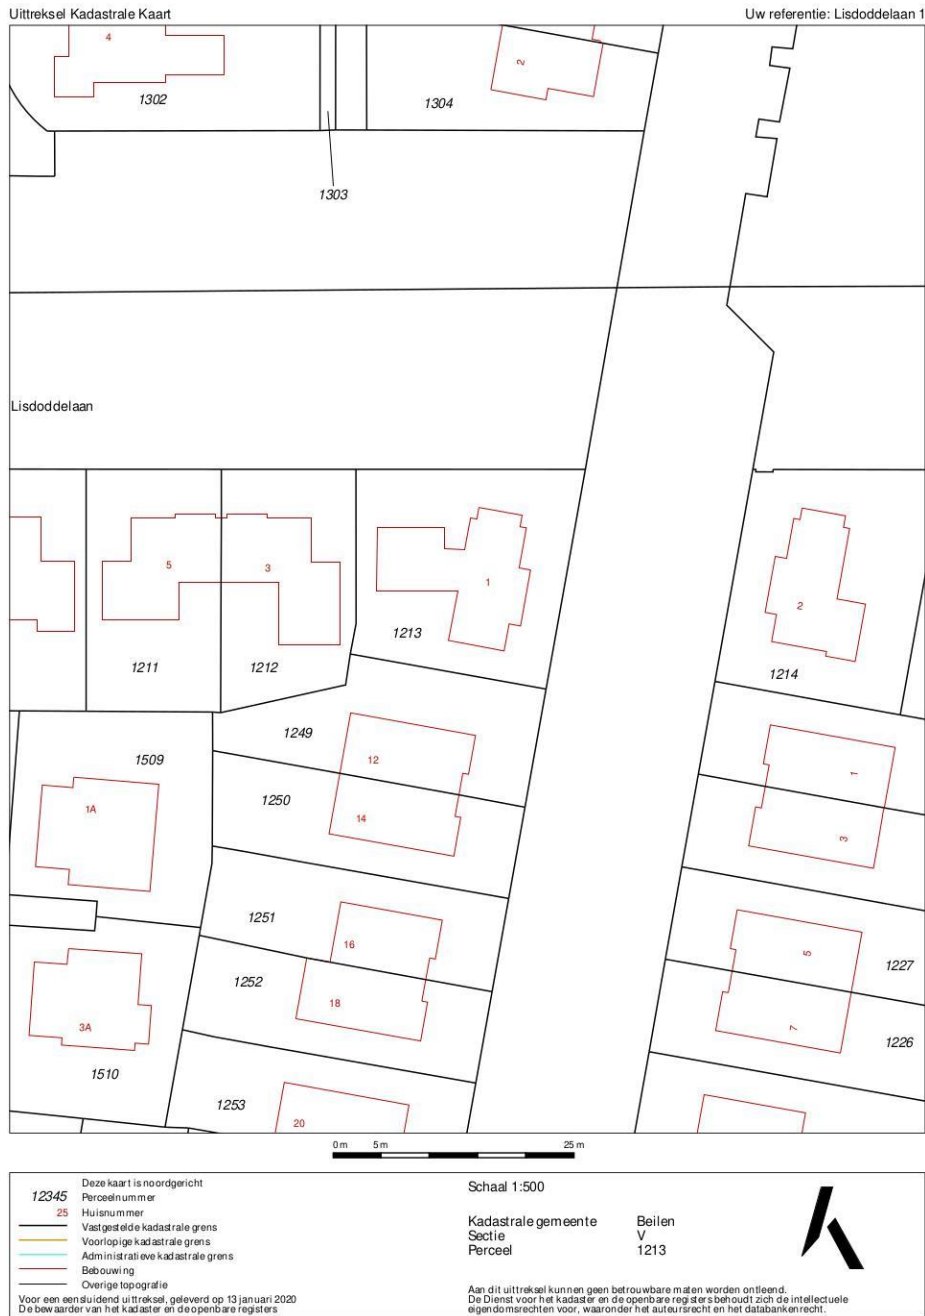 Uittreksel Kadastrale Kaart
Uw referentie: Lisdoddelaan 1
4
2
1302
1304
1303
Lisdoddelaan
5
3
1
2
1213
1211
1212
1214
1249
1509
12
1
1250
1A
14
3
1251
16
5
1227
1252
18
3A
7
1226
1510
1253
20
0 m 5 m 25 m
Deze kaart is noordgericht
12345 Perceelnummer
25 Huisnummer
Vastgestelde kadastrale grens
Voorlopige kadastrale grens
Administratieve kadastrale grens
Bebouwing
Overige topografie
Voor een eensluidend uittreksel, geleverd op 13 januari 2020
De bewaarder van het kadaster en de openbare registers
Schaal 1:500
Kadastrale gemeente Beilen
Sectie V
Perceel 1213
Aan dit uittreksel kunnen geen betrouwbare maten worden ontleend.
De Dienst voor het kadaster en de openbare registers behoudt zich de intellectuele
eigendomsrechten voor, waaronder het auteursrecht en het databankenrecht.